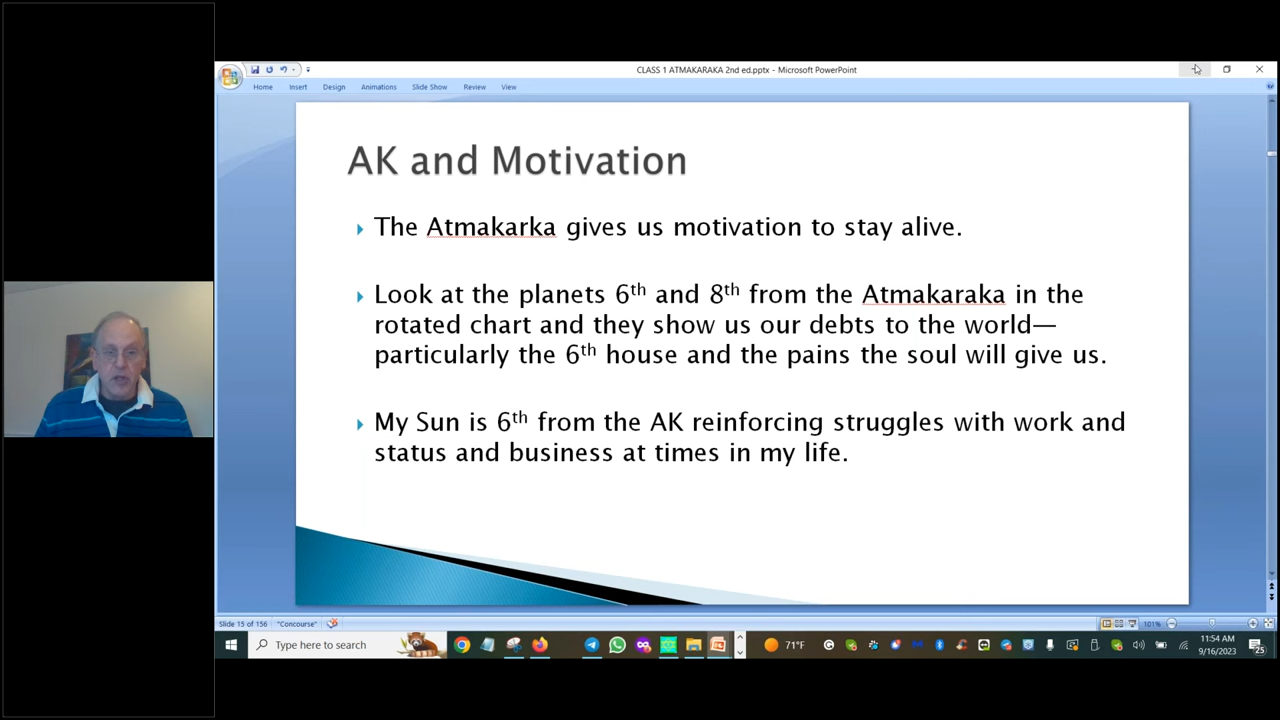 CLASS 1 ATMAKARAKA 2nd ed.pptx - Microsoft PowerPoint
Home Insert Design Animations Slide Show Review View
AK and Motivation
The Atmakarka gives us motivation to stay alive.
Look at the planets 6th and 8th from the Atmakaraka in the
rotated chart and they show us our debts to the world—
particularly the 6th house and the pains the soul will give us.
My Sun is 6th from the AK reinforcing struggles with work and
status and business at times in my life.
Slide 15 of 156 "Concourse" 101%
Type here to search 71°F 11:54 AM
9/16/2023 25